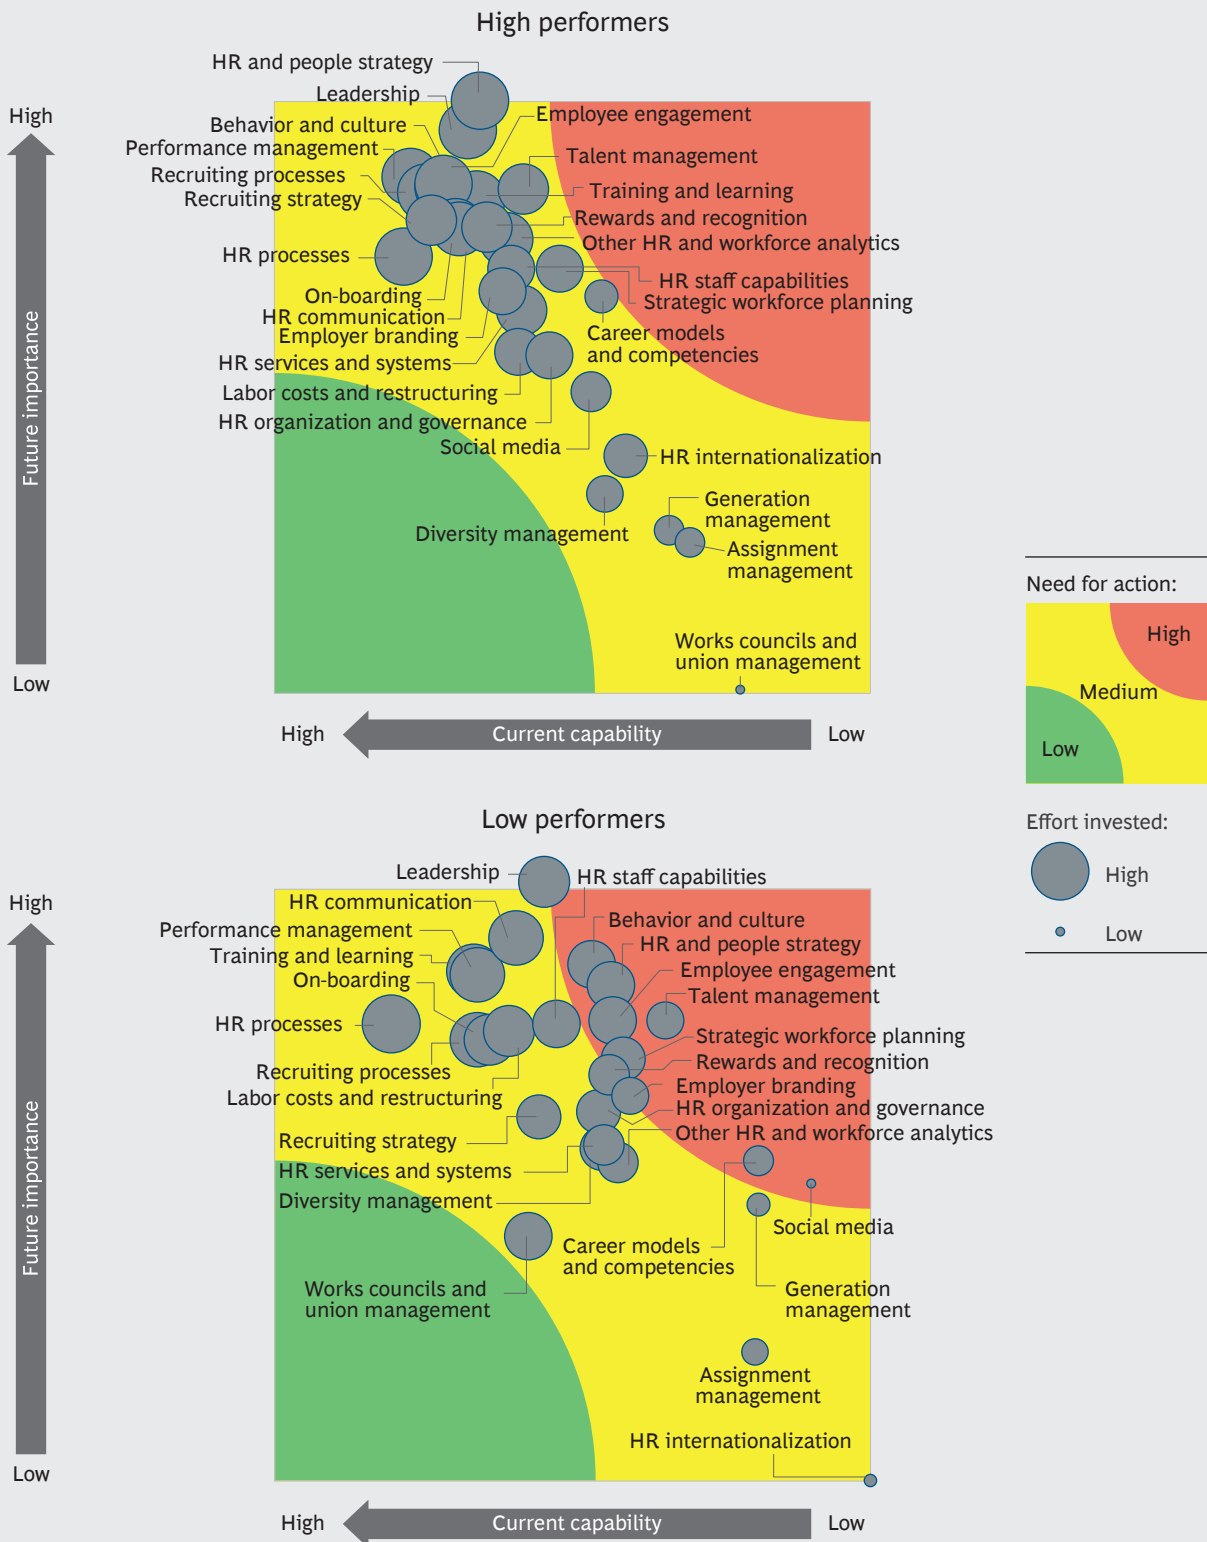 High performers
HR and people strategy
Leadership
High
Behavior and culture
Employee engagement
Performance management
Talent management
Recruiting processes
Training and learning
Recruiting strategy
Rewards and recognition
Other HR and workforce analytics
HR processes
HR staff capabilities
On-boarding
Strategic workforce planning
HR communication
Employer branding
Career models
and competencies
HR services and systems
Labor costs and restructuring
HR organization and governance
Social media
HR internationalization
Future importance
Generation
management
Diversity management
Assignment
management
Works councils and
union management
Low
High
Current capability
Low
Need for action:
High
Medium
Low
Effort invested:
High
Low
Low performers
Leadership
HR staff capabilities
High
HR communication
Behavior and culture
Performance management
HR and people strategy
Training and learning
Employee engagement
On-boarding
Talent management
HR processes
Strategic workforce planning
Rewards and recognition
Recruiting processes
Employer branding
Labor costs and restructuring
HR organization and governance
Other HR and workforce analytics
Recruiting strategy
HR services and systems
Diversity management
Social media
Career models
and competencies
Future importance
Works councils and
union management
Generation
management
Assignment
management
HR internationalization
Low
High
Current capability
Low